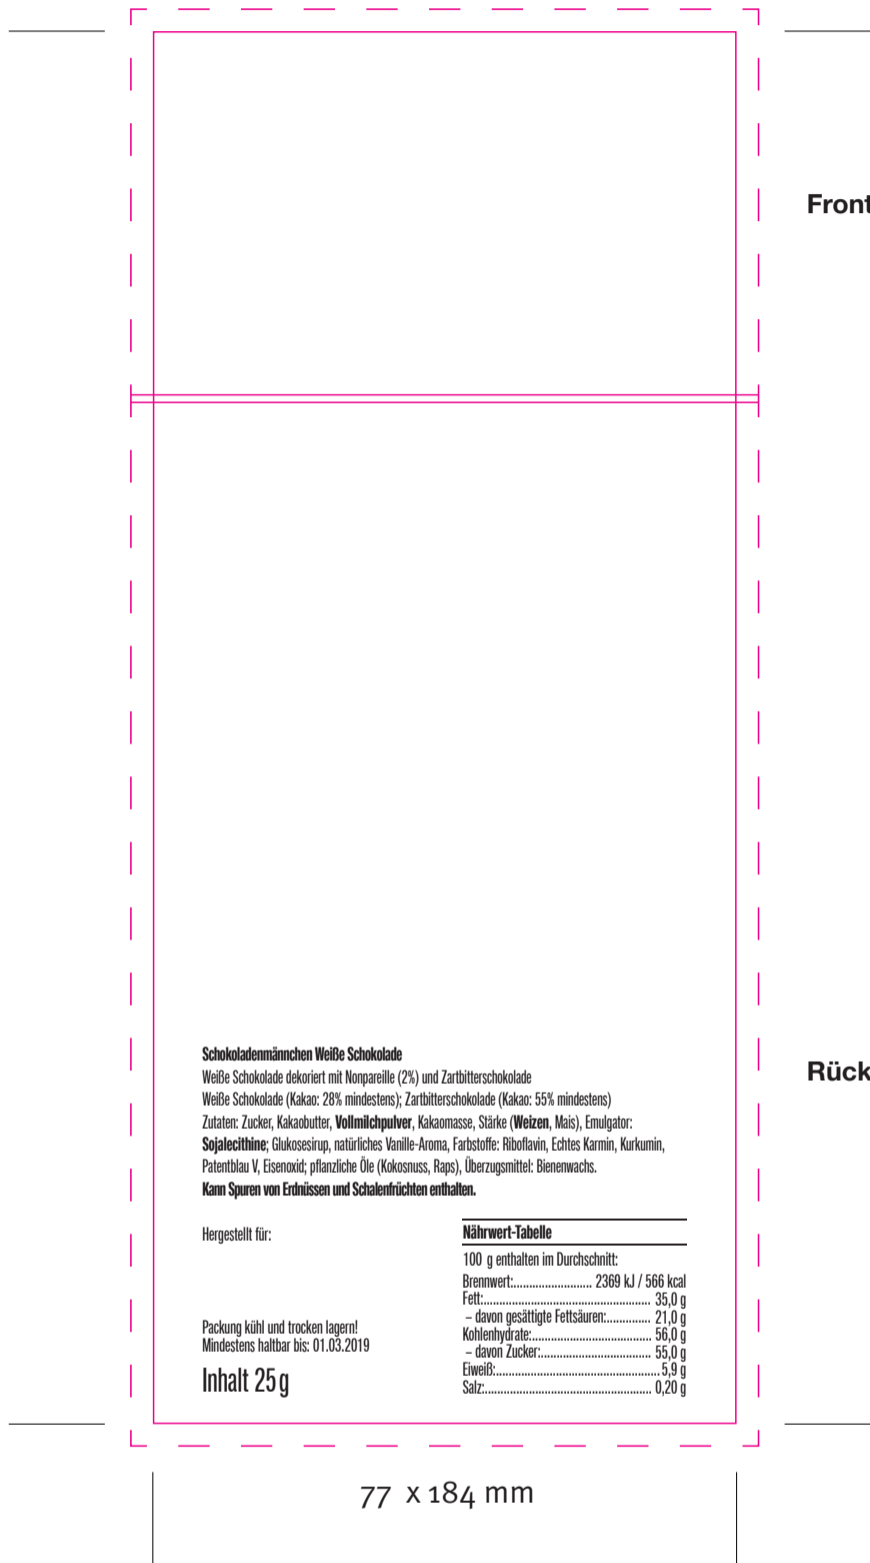 Front
Rück
Schokoladenmännchen Weiße Schokolade
Weiße Schokolade dekoriert mit Nonpareille (2%) und Zartbitterschokolade
Weiße Schokolade (Kakao: 28% mindestens); Zartbitterschokolade (Kakao: 55% mindestens)
Zutaten: Zucker, Kakaobutter, Vollmilchpulver, Kakaomasse, Stärke (Weizen, Mais), Emulgator:
Sojalecithine; Glukosesirup, natürliches Vanille-Aroma, Farbstoffe: Riboflavin, Echtes Karmin, Kurkumin,
Patentblau V, Eisenoxid; pflanzliche Öle (Kokosnuss, Raps), Überzugsmittel: Bienenwachs.
Kann Spuren von Erdnüssen und Schalenfrüchten enthalten.
Hergestellt für:
Packung kühl und trocken lagern!
Mindestens haltbar bis: 01.03.2019
Inhalt 25 g
Nährwert-Tabelle
100 g enthalten im Durchschnitt:
Brennwert:......................... 2369 kJ / 566 kcal
Fett:..................................................... 35,0 g
– davon gesättigte Fettsäuren:.............. 21,0 g
Kohlenhydrate:...................................... 56,0 g
– davon Zucker:................................... 55,0 g
Eiweiß:.................................................... 5,9 g
Salz:..................................................... 0,20 g
77 x 184 mm